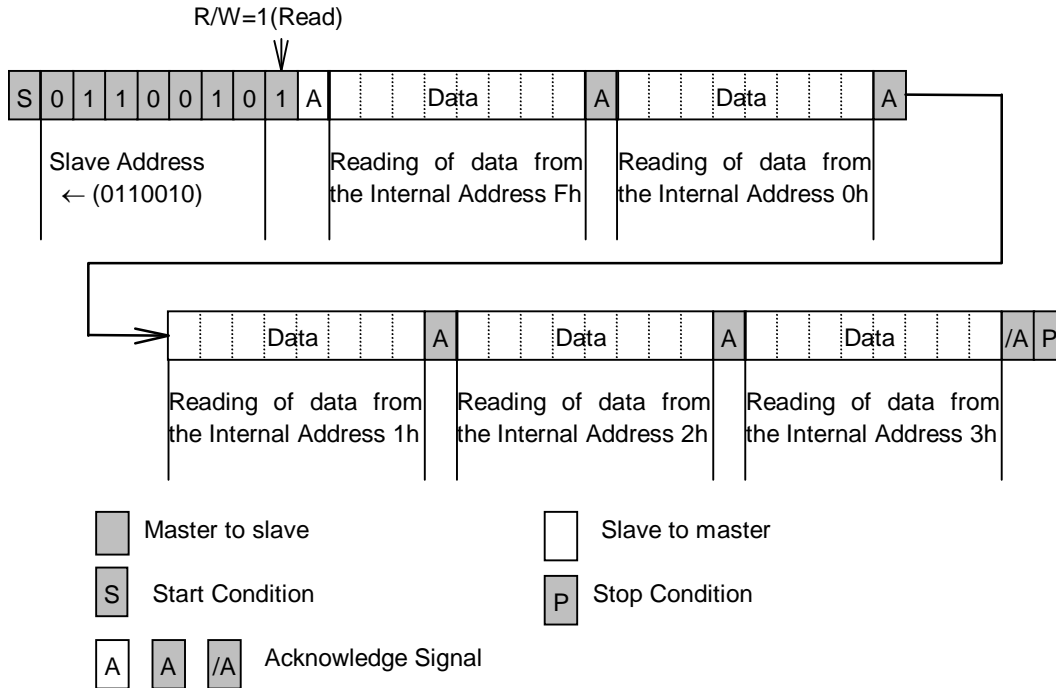 R/W=1(Read)
S 0 1 1 0 0 1 0 1 A Data A Data A
Slave Address
← (0110010)
Reading of data from
the Internal Address Fh
Reading of data from
the Internal Address 0h
Data A Data A Data /A P
Reading of data from
the Internal Address 1h
Reading of data from
the Internal Address 2h
Reading of data from
the Internal Address 3h
Master to slave
Slave to master
S Start Condition
P Stop Condition
A A /A Acknowledge Signal